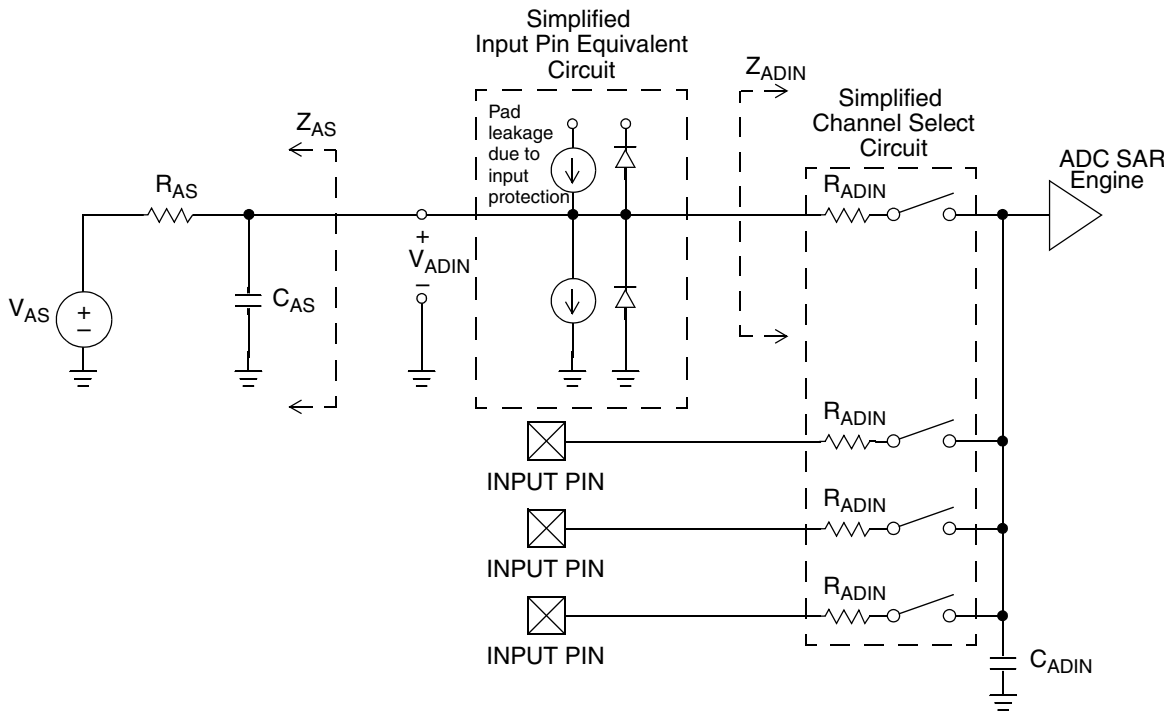 Simplified
Input Pin Equivalent
Circuit
Z_ADIN
Simplified
Channel Select
Circuit
Pad
leakage
due to
input
protection
Z_AS
R_AS
R_ADIN
ADC SAR
Engine
+
V_ADIN
–
V_AS
+
–
C_AS
R_ADIN
INPUT PIN
R_ADIN
INPUT PIN
R_ADIN
INPUT PIN
C_ADIN